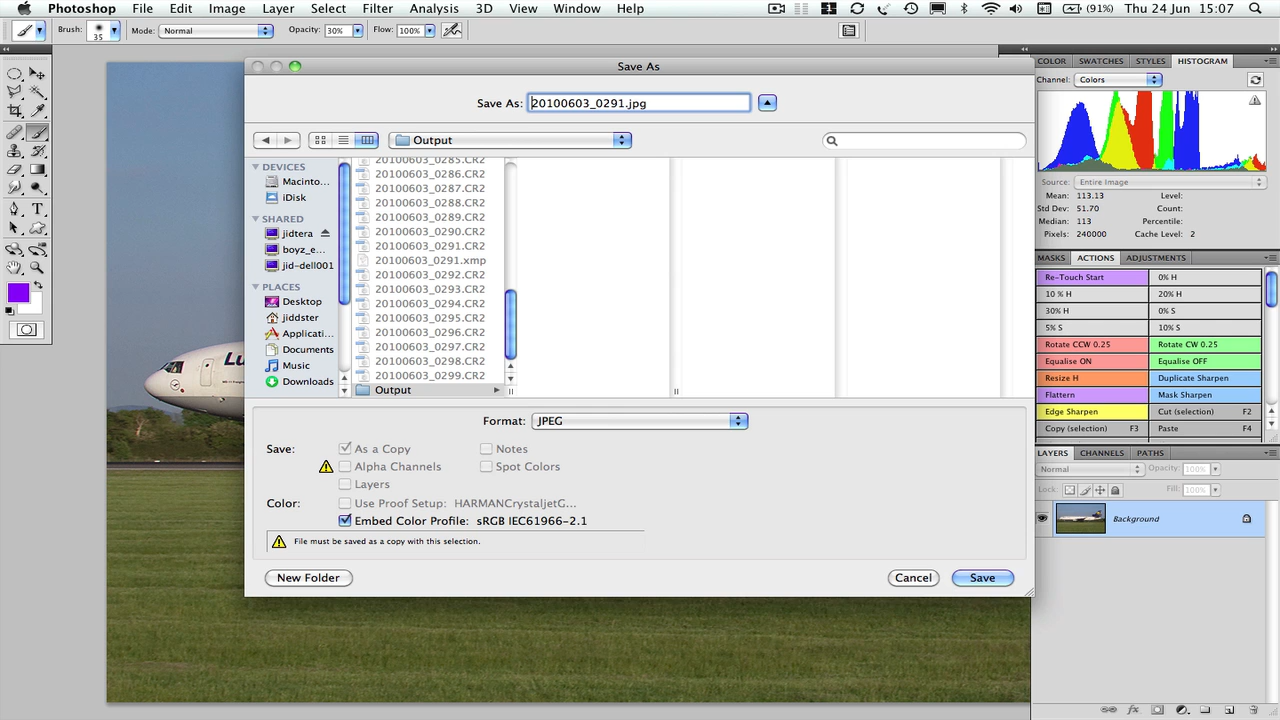 Photoshop File Edit Image Layer Select Filter Analysis 3D View Window Help (91%) Thu 24 Jun 15:07
Brush: 35 Mode: Normal Opacity: 30% Flow: 100%
Save As
Save As: 20100603_0291.jpg
Output
DEVICES
Macinto...
iDisk
SHARED
jidtera
boyz_e...
jid-dell001
PLACES
Desktop
jiddster
Applicati...
Documents
Music
Downloads
20100603_0285.CR2
20100603_0286.CR2
20100603_0287.CR2
20100603_0288.CR2
20100603_0289.CR2
20100603_0290.CR2
20100603_0291.CR2
20100603_0291.xmp
20100603_0292.CR2
20100603_0293.CR2
20100603_0294.CR2
20100603_0295.CR2
20100603_0296.CR2
20100603_0297.CR2
20100603_0298.CR2
20100603_0299.CR2
Output
Format: JPEG
Save: As a Copy Notes
Alpha Channels Spot Colors
Layers
Color: Use Proof Setup: HARMANCrystaljetG...
Embed Color Profile: sRGB IEC61966-2.1
File must be saved as a copy with this selection.
New Folder Cancel Save
Lu
COLOR SWATCHES STYLES HISTOGRAM
Channel: Colors
Source: Entire Image
Mean: 113.13 Level:
Std Dev: 51.70 Count:
Median: 113 Percentile:
Pixels: 240000 Cache Level: 2
MASKS ACTIONS ADJUSTMENTS
Re-Touch Start 0% H
10 % H 20% H
30% H 0% S
5% S 10% S
Rotate CCW 0.25 Rotate CW 0.25
Equalise ON Equalise OFF
Resize H Duplicate Sharpen
Flattern Mask Sharpen
Edge Sharpen Cut (selection) F2
Copy (selection) F3 Paste F4
LAYERS CHANNELS PATHS
Normal Opacity: 100%
Lock: Fill: 100%
Background